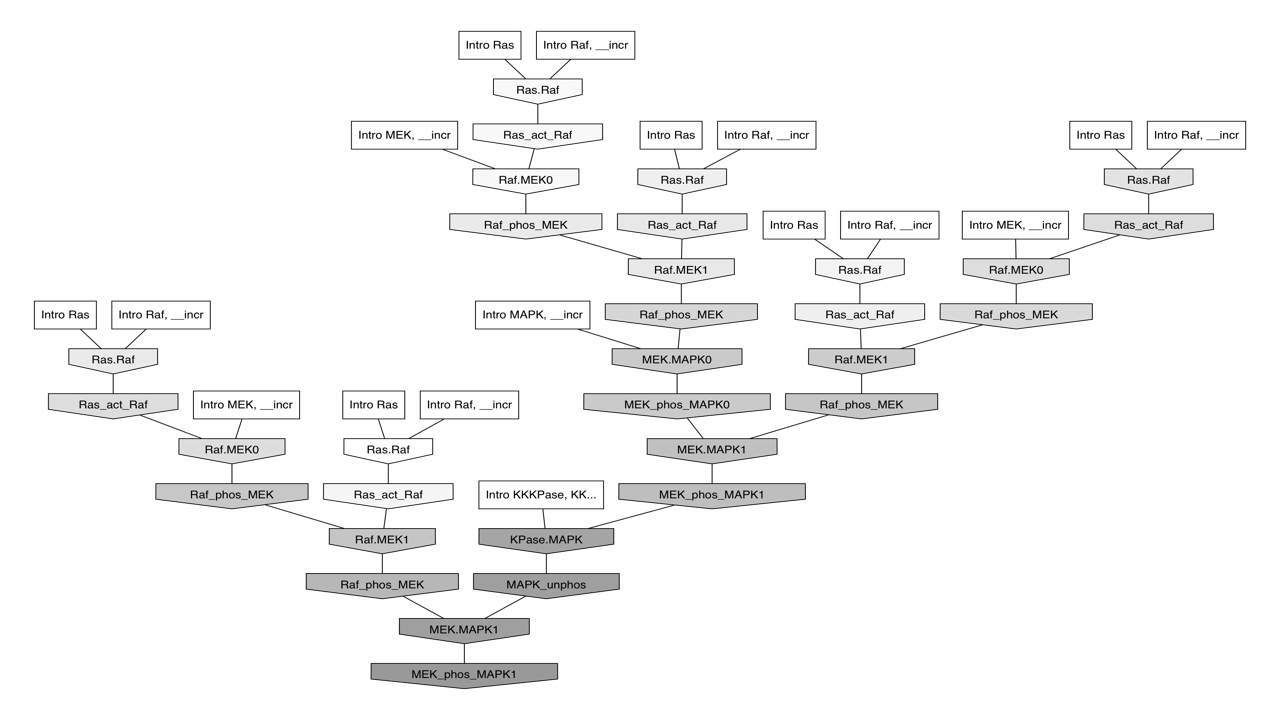 Intro Ras
Intro Raf, __incr
Ras.Raf
Intro MEK, __incr
Ras_act_Raf
Intro Ras
Intro Raf, __incr
Intro Ras
Intro Raf, __incr
Raf.MEK0
Ras.Raf
Ras.Raf
Raf_phos_MEK
Ras_act_Raf
Intro Ras
Intro Raf, __incr
Intro MEK, __incr
Ras_act_Raf
Raf.MEK1
Ras.Raf
Raf.MEK0
Intro Ras
Intro Raf, __incr
Intro MAPK, __incr
Raf_phos_MEK
Ras_act_Raf
Raf_phos_MEK
Ras.Raf
MEK.MAPK0
Raf.MEK1
Ras_act_Raf
Intro MEK, __incr
Intro Ras
Intro Raf, __incr
MEK_phos_MAPK0
Raf_phos_MEK
Raf.MEK0
Ras.Raf
MEK.MAPK1
Raf_phos_MEK
Ras_act_Raf
Intro KKKPase, KK...
MEK_phos_MAPK1
Raf.MEK1
KPase.MAPK
Raf_phos_MEK
MAPK_unphos
MEK.MAPK1
MEK_phos_MAPK1